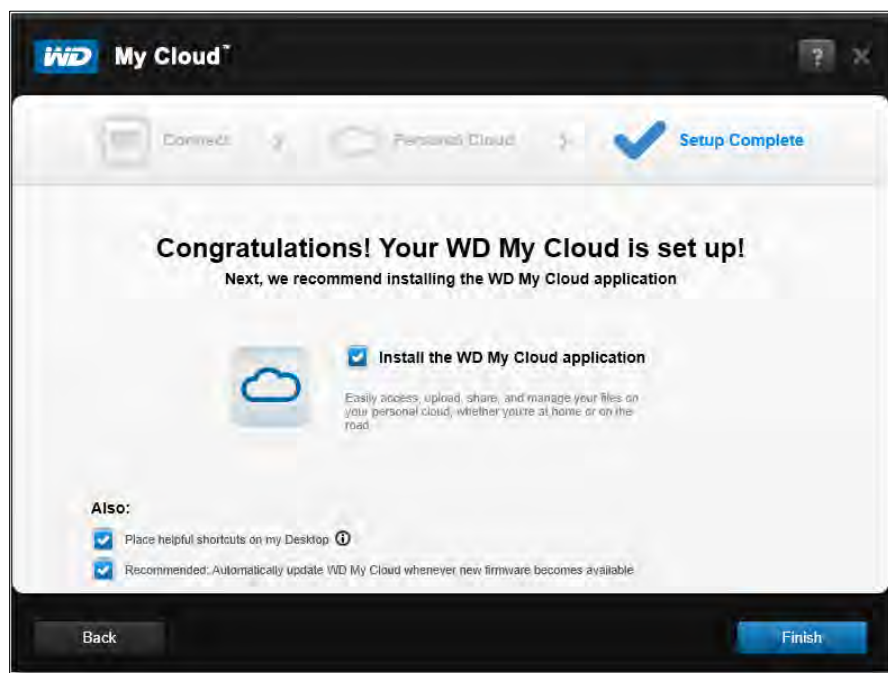 WD My Cloud™
?
Connect
Personal Cloud
Setup Complete
Congratulations! Your WD My Cloud is set up!
Next, we recommend installing the WD My Cloud application
Install the WD My Cloud application
Easily access, upload, share, and manage your files on
your personal cloud, whether you're at home or on the
road
Also:
Place helpful shortcuts on my Desktop
Recommended: Automatically update WD My Cloud whenever new firmware becomes available
Back
Finish